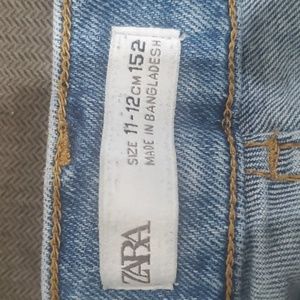 ZARA
SIZE 11-12 CM 152
MADE IN BANGLADESH